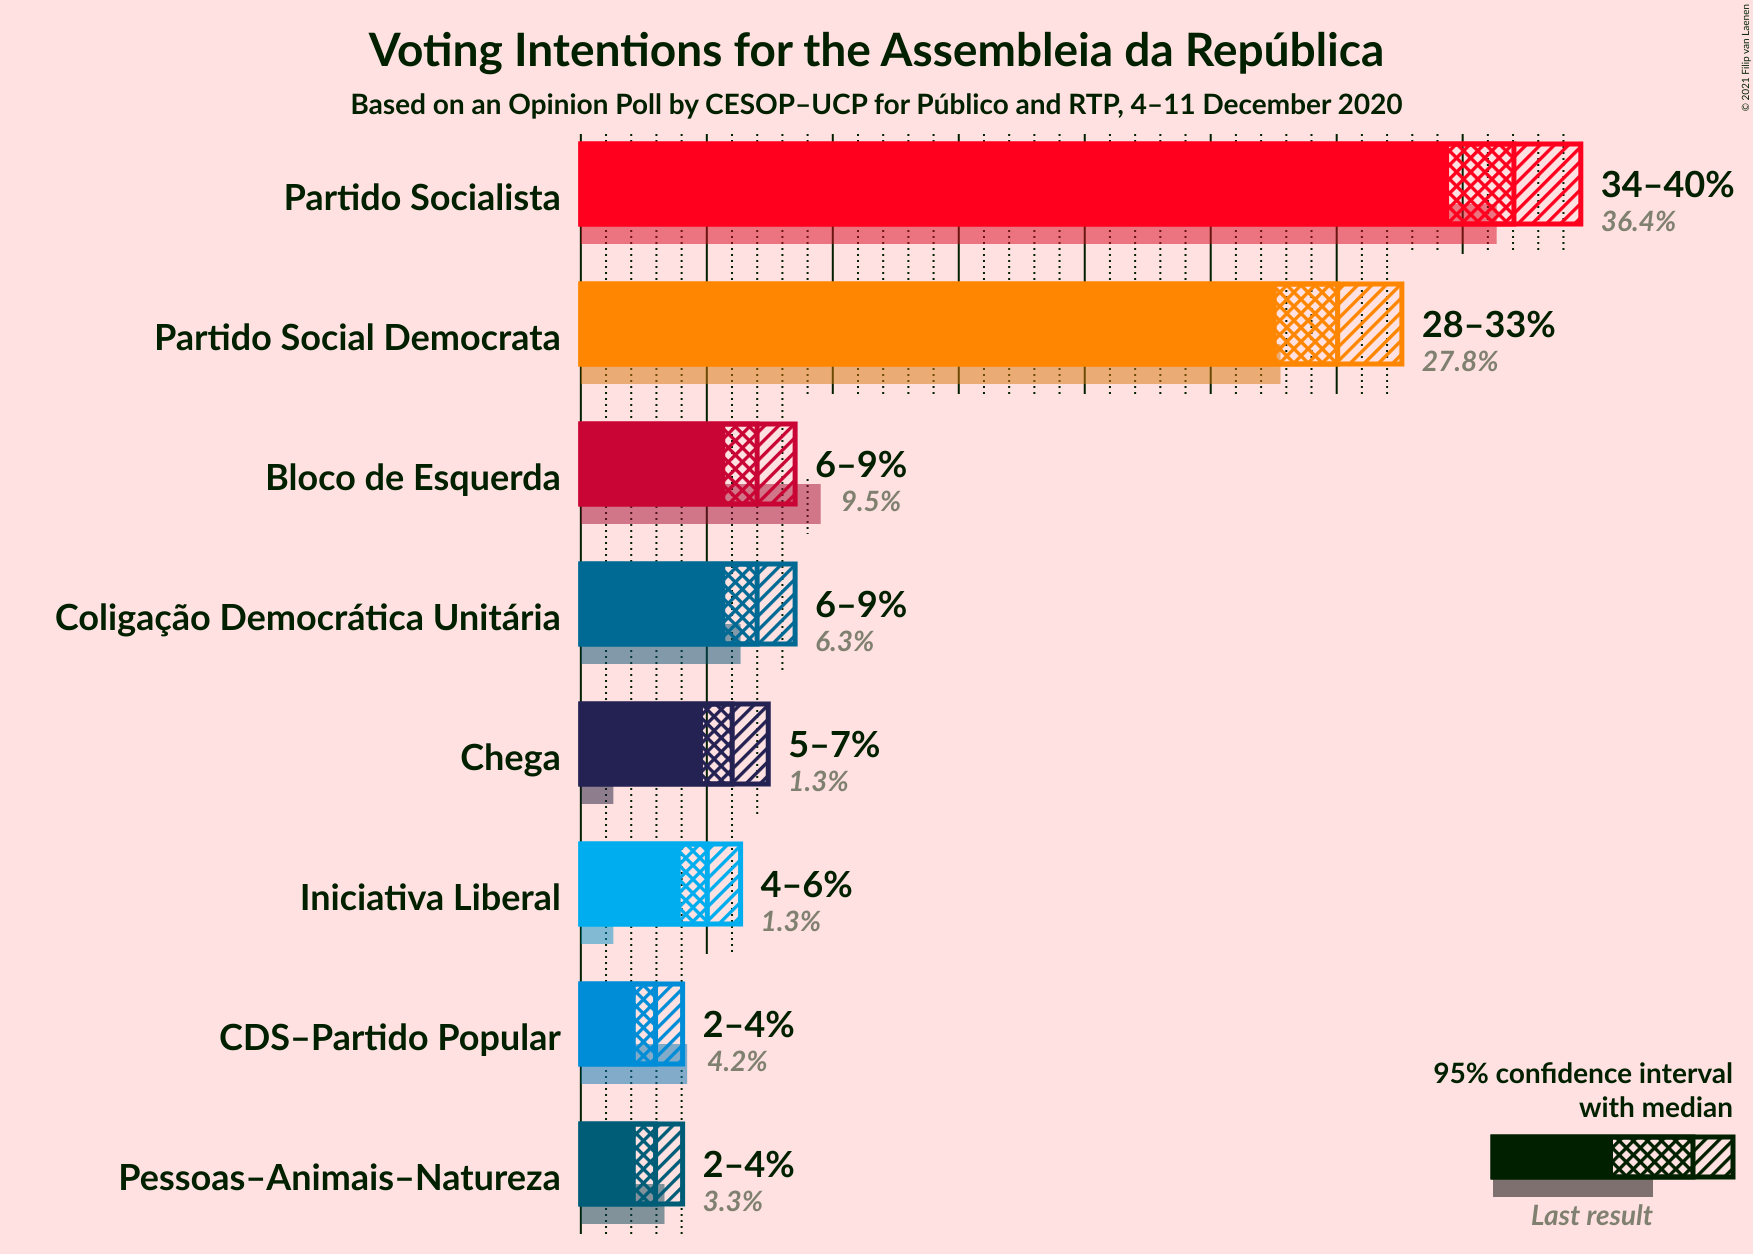 Voting Intentions for the Assembleia da República
Based on an Opinion Poll by CESOP–UCP for Público and RTP, 4–11 December 2020
© 2021 Filip van Laenen
Partido Socialista
34–40%
36.4%
Partido Social Democrata
28–33%
27.8%
Bloco de Esquerda
6–9%
9.5%
Coligação Democrática Unitária
6–9%
6.3%
Chega
5–7%
1.3%
Iniciativa Liberal
4–6%
1.3%
CDS–Partido Popular
2–4%
4.2%
Pessoas–Animais–Natureza
2–4%
3.3%
95% confidence interval
with median
Last result